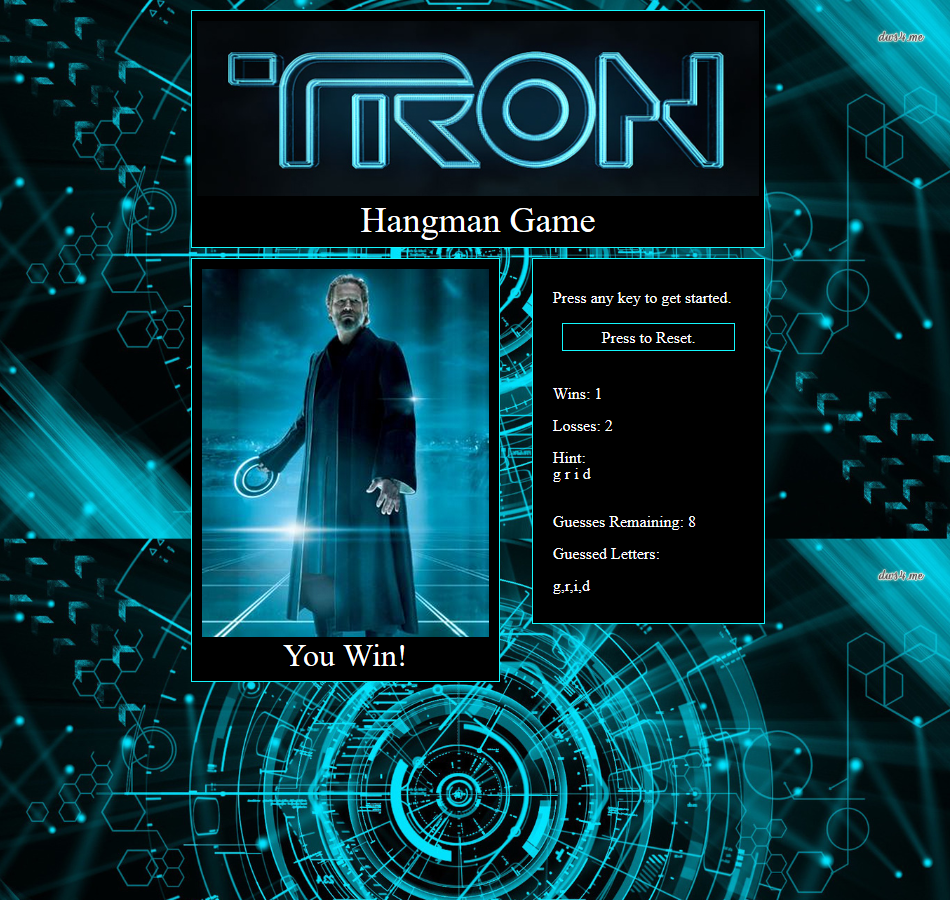 dws4.me
TRON
Hangman Game
Press any key to get started.
Press to Reset.
Wins: 1
Losses: 2
Hint:
g r i d
Guesses Remaining: 8
Guessed Letters:
g,r,i,d
You Win!
dws4.me